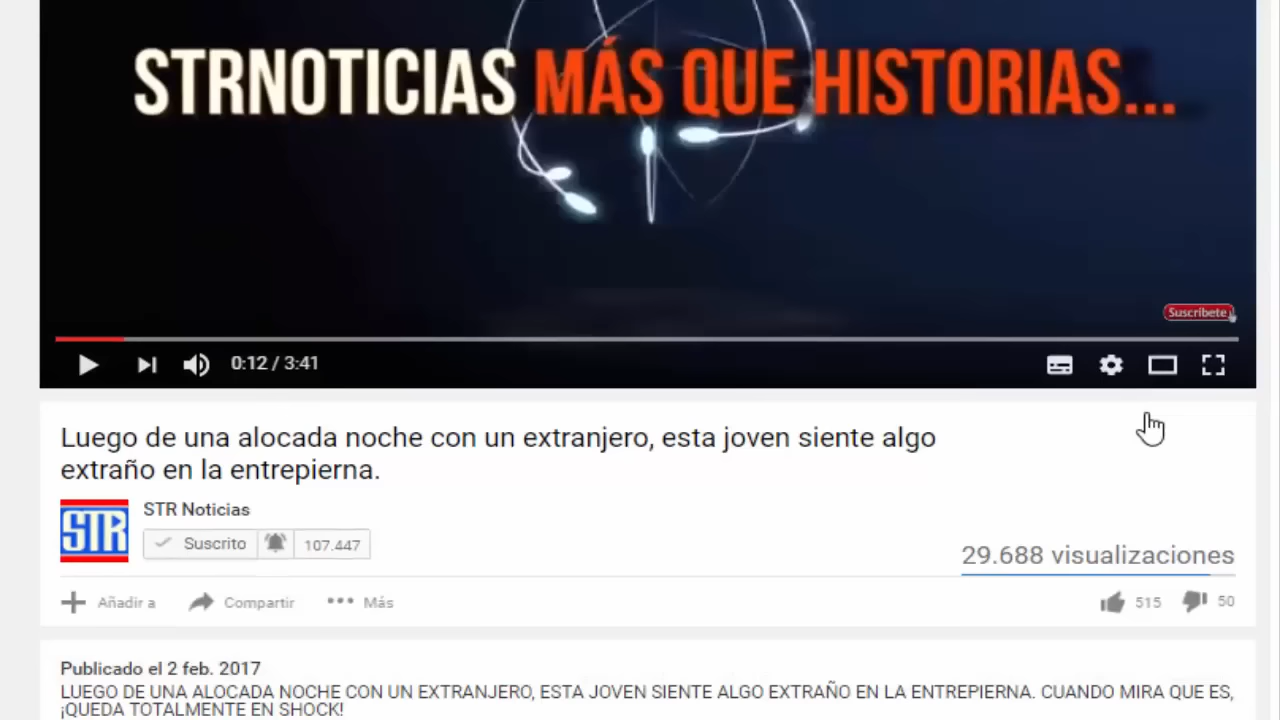 STRNOTICIAS MÁS QUE HISTORIAS...
Suscríbete
0:12 / 3:41
Luego de una alocada noche con un extranjero, esta joven siente algo
extraño en la entrepierna.
STR
STR Noticias
Suscrito 107.447
29.688 visualizaciones
Añadir a Compartir Más 515 50
Publicado el 2 feb. 2017
LUEGO DE UNA ALOCADA NOCHE CON UN EXTRANJERO, ESTA JOVEN SIENTE ALGO EXTRAÑO EN LA ENTREPIERNA. CUANDO MIRA QUE ES,
¡QUEDA TOTALMENTE EN SHOCK!